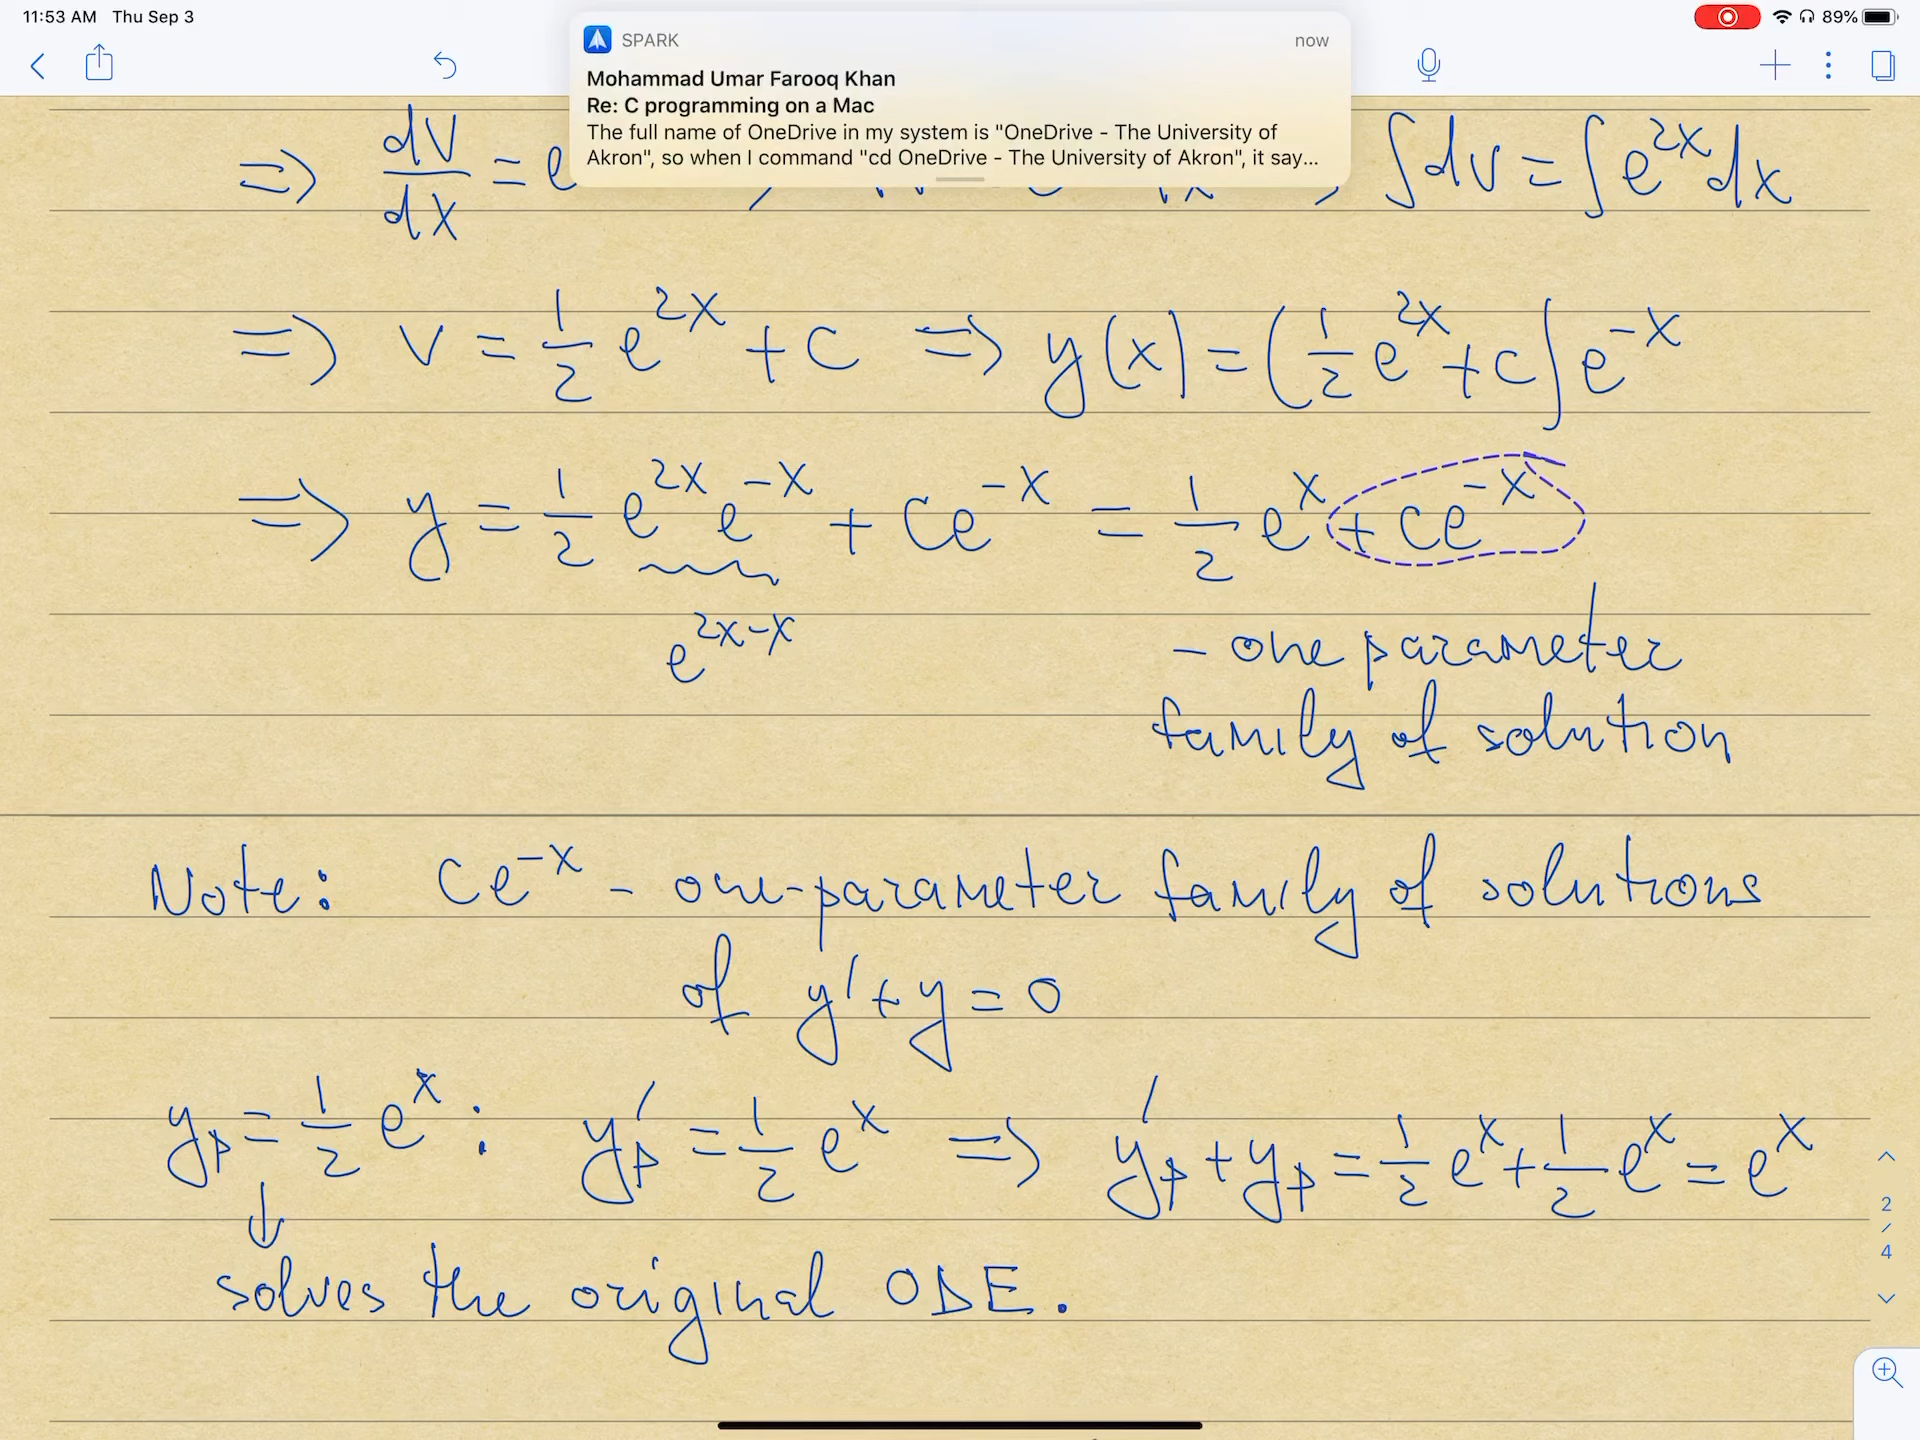 11:53 AM Thu Sep 3
89%
SPARK
now
Mohammad Umar Farooq Khan
Re: C programming on a Mac
The full name of OneDrive in my system is "OneDrive - The University of
Akron", so when I command "cd OneDrive - The University of Akron", it say...
=> dV/dx = e ∫dv = ∫e^{2x}dx
=> v = 1/2 e^{2x} + C => y(x) = (1/2 e^{2x} + C) e^{-x}
=> y = 1/2 e^{2x} e^{-x} + Ce^{-x} = 1/2 e^x + Ce^{-x}
e^{2x-x}
- one parameter
family of solution
Note: Ce^{-x} - one-parameter family of solutions
of y' + y = 0
y_p = 1/2 e^x : y_p' = 1/2 e^x => y_p' + y_p = 1/2 e^x + 1/2 e^x = e^x
↓
solves the original ODE.
2
/
4